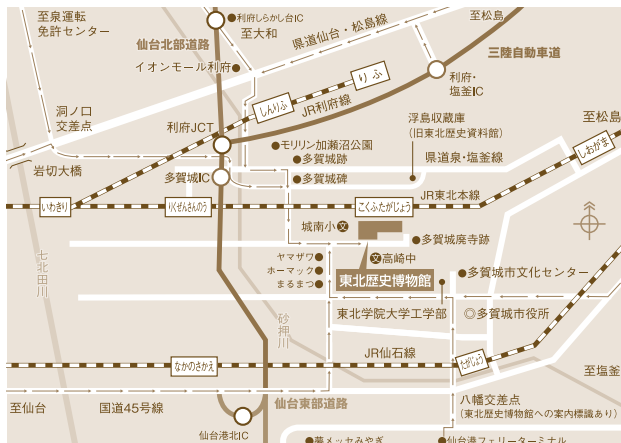 至泉運転
免許センター
利府しらかし台IC
至大和
仙台北部道路
県道仙台・松島線
至松島
三陸自動車道
イオンモール利府
りふ
しんりふ
JR利府線
利府・
塩釜IC
洞ノ口
交差点
利府JCT
浮島収蔵庫
(旧東北歴史資料館)
至松島
モリリン加瀬沼公園
多賀城跡
県道泉・塩釜線
しおがま
岩切大橋
多賀城IC
多賀城碑
JR東北本線
いわきり
りくぜんさんのう
こくふたがじょう
城南小
文
多賀城廃寺跡
七北田川
ヤマザワ
ホーマック
まるまつ
文
高崎中
東北歴史博物館
多賀城市文化センター
砂押川
東北学院大学工学部
◎多賀城市役所
JR仙石線
なかのさかえ
たがじょう
至塩釜
至仙台
国道45号線
仙台東部道路
八幡交差点
(東北歴史博物館への案内標識あり)
仙台港北IC
夢メッセみやぎ
仙台港フェリーターミナル